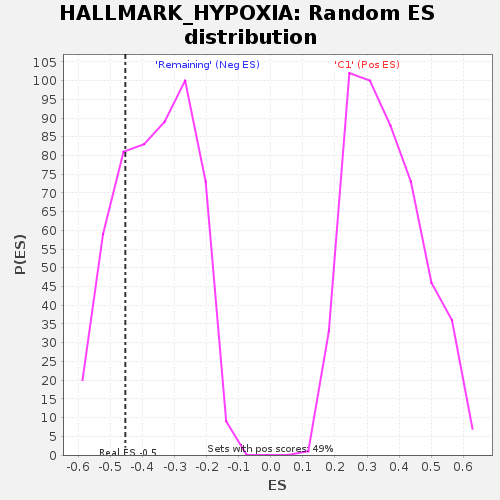 HALLMARK_HYPOXIA: Random ES
distribution
'Remaining' (Neg ES)
'C1' (Pos ES)
105
100
95
90
85
80
75
70
65
60
55
50
45
40
35
30
25
20
15
10
5
0
P(ES)
Real ES -0.5
Sets with pos scores: 49%
-0.6 -0.5 -0.4 -0.3 -0.2 -0.1 0.0 0.1 0.2 0.3 0.4 0.5 0.6
ES